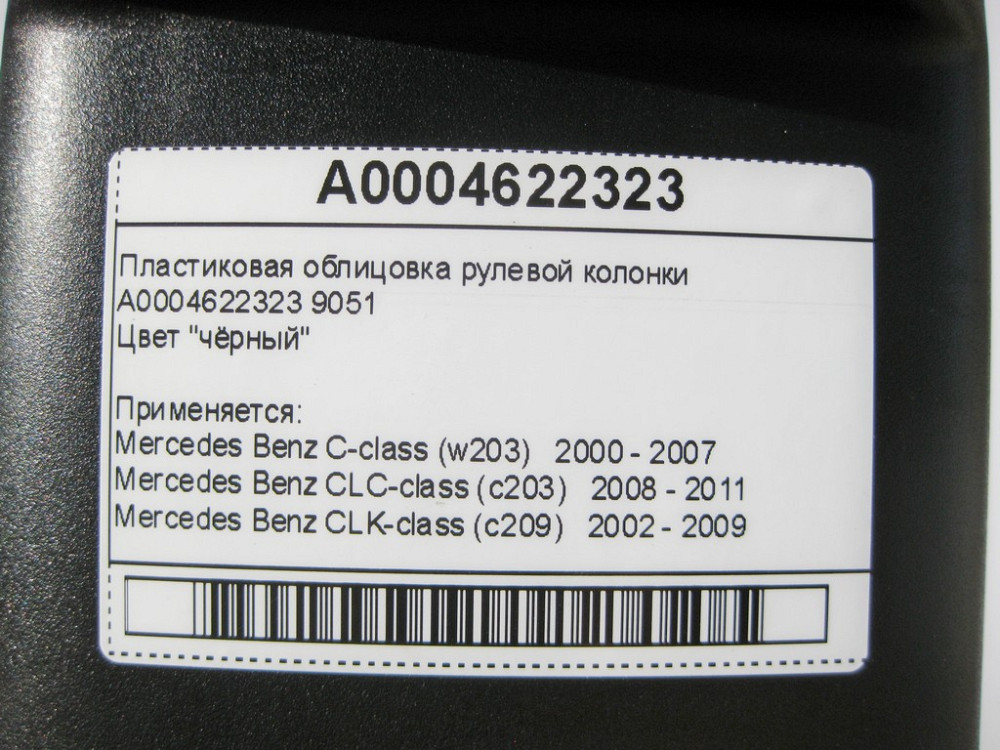 A0004622323
Пластиковая облицовка рулевой колонки
A0004622323 9051
Цвет "чёрный"
Применяется:
Mercedes Benz C-class (w203) 2000 - 2007
Mercedes Benz CLC-class (c203) 2008 - 2011
Mercedes Benz CLK-class (c209) 2002 - 2009